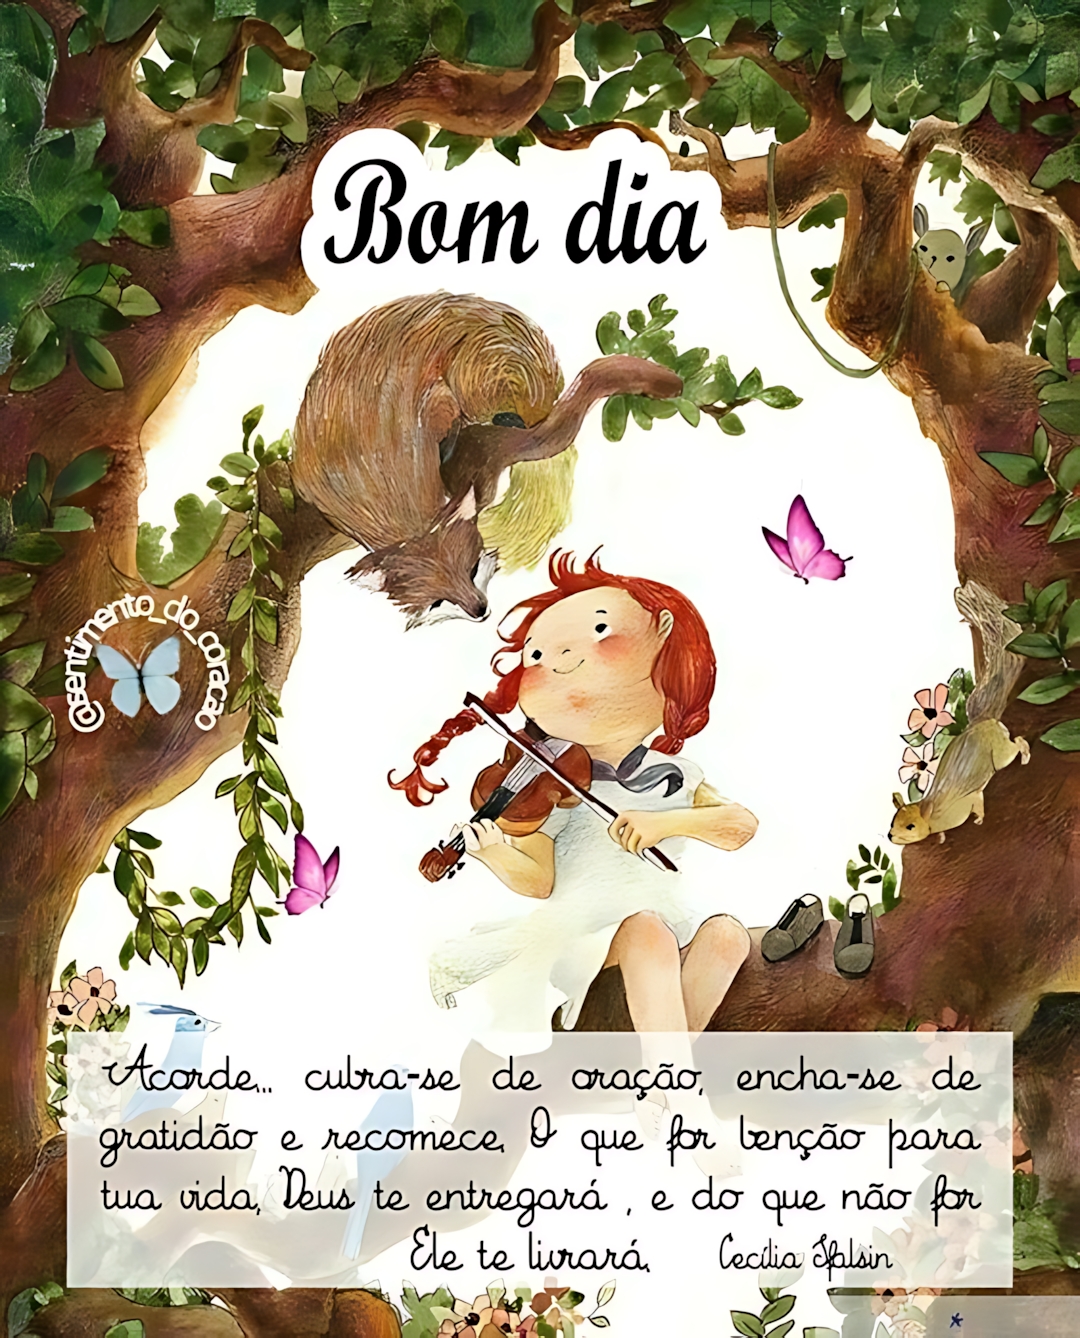 Bom dia
@sentimento_do_coracao
Acorde... cubra-se de oração, encha-se de
gratidão e recomece. O que for benção para
tua vida, Deus te entregará , e do que não for
Ele te livrará.
Cecília Sfalsin